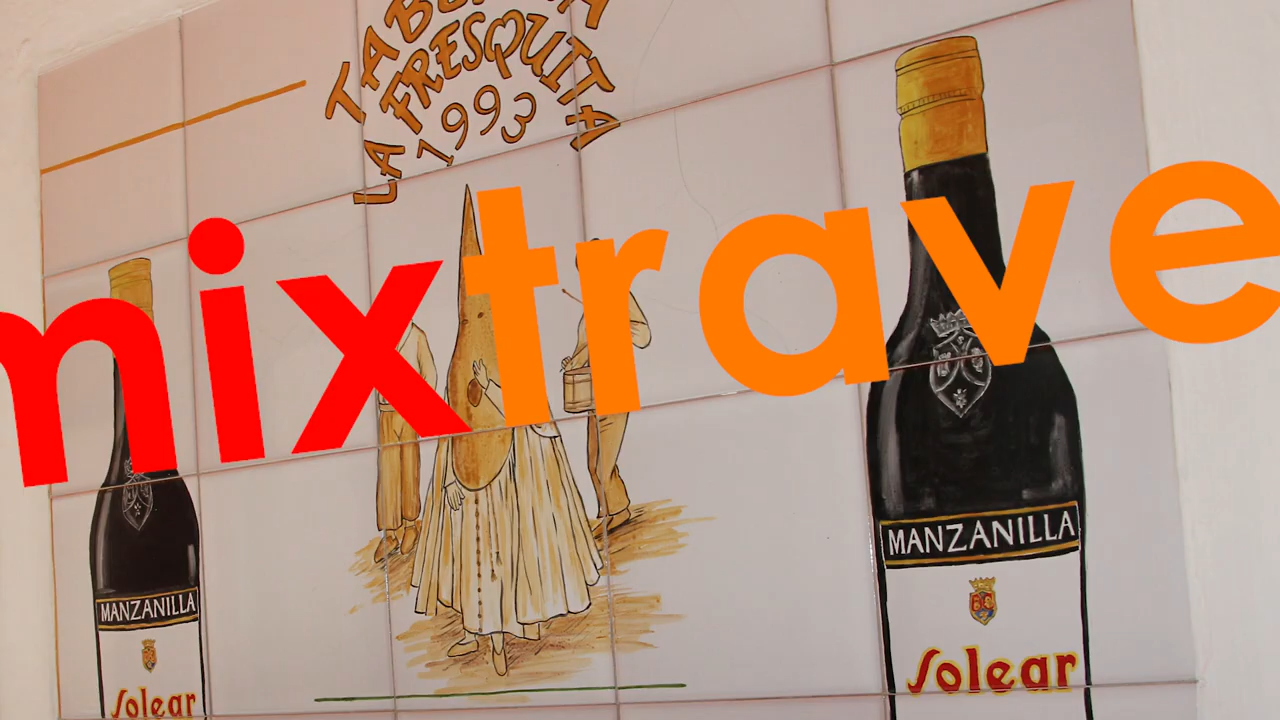 TABERNA
LA FRESQUITA
1993
mixtrave
MANZANILLA
Solear
MANZANILLA
Solear